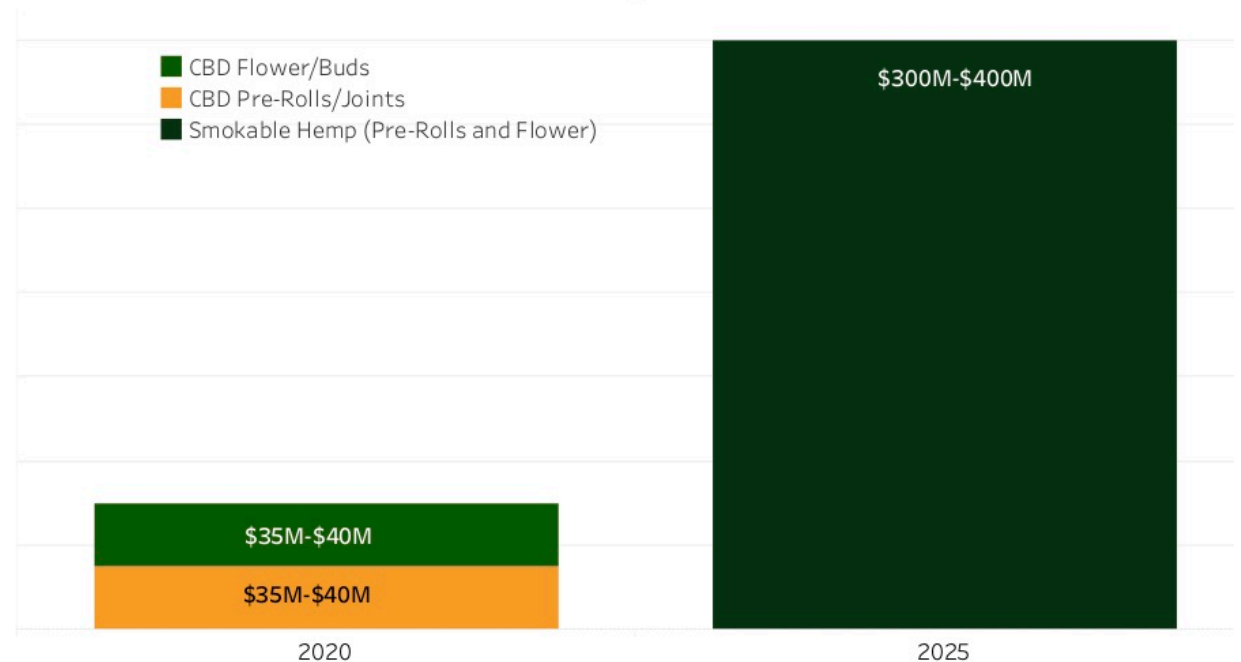 CBD Flower/Buds
CBD Pre-Rolls/Joints
Smokable Hemp (Pre-Rolls and Flower)
$300M-$400M
$35M-$40M
$35M-$40M
2020
2025